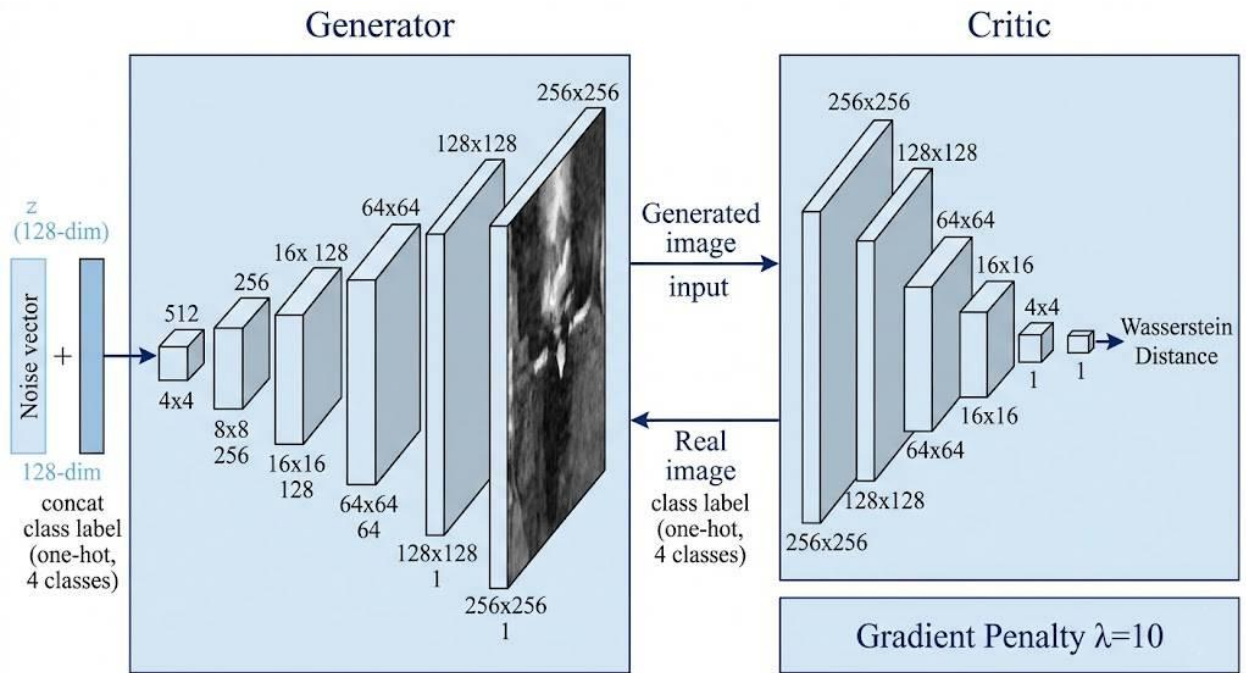 Generator
Critic
z
(128-dim)
Noise vector
+
128-dim
concat
class label
(one-hot,
4 classes)
512
4x4
256
8x8
256
16x 128
16x16
128
64x64
64x64
64
128x128
128x128
1
256x256
256x256
1
Generated
image
input
Real
image
class label
(one-hot,
4 classes)
256x256
256x256
128x128
128x128
64x64
64x64
16x16
16x16
4x4
1
1
Wasserstein
Distance
Gradient Penalty λ=10